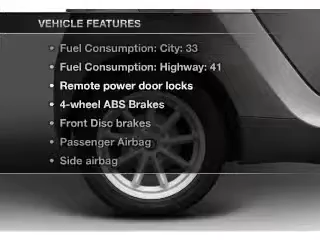 VEHICLE FEATURES
• Fuel Consumption: City: 33
• Fuel Consumption: Highway: 41
• Remote power door locks
• 4-wheel ABS Brakes
• Front Disc brakes
• Passenger Airbag
• Side airbag